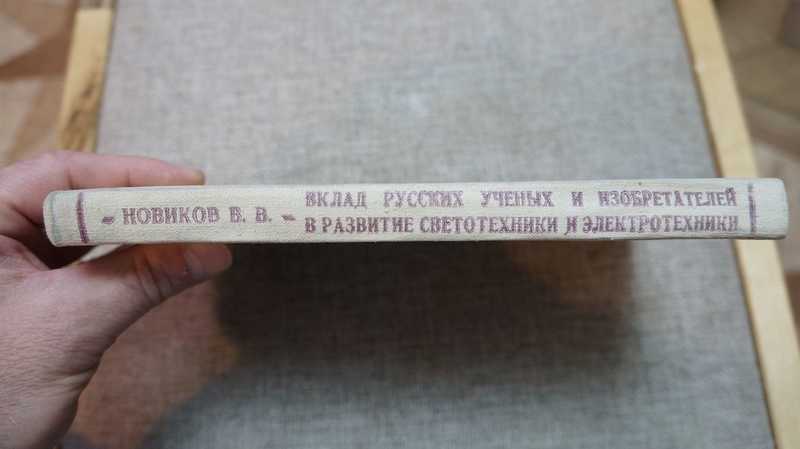 - НОВИКОВ В. В. -
ВКЛАД РУССКИХ УЧЕНЫХ И ИЗОБРЕТАТЕЛЕЙ
В РАЗВИТИЕ СВЕТОТЕХНИКИ И ЭЛЕКТРОТЕХНИКИ